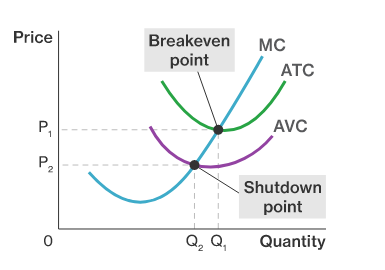 Price
Breakeven
point
MC
ATC
P₁
AVC
P₂
Shutdown
point
0
Q₂ Q₁
Quantity